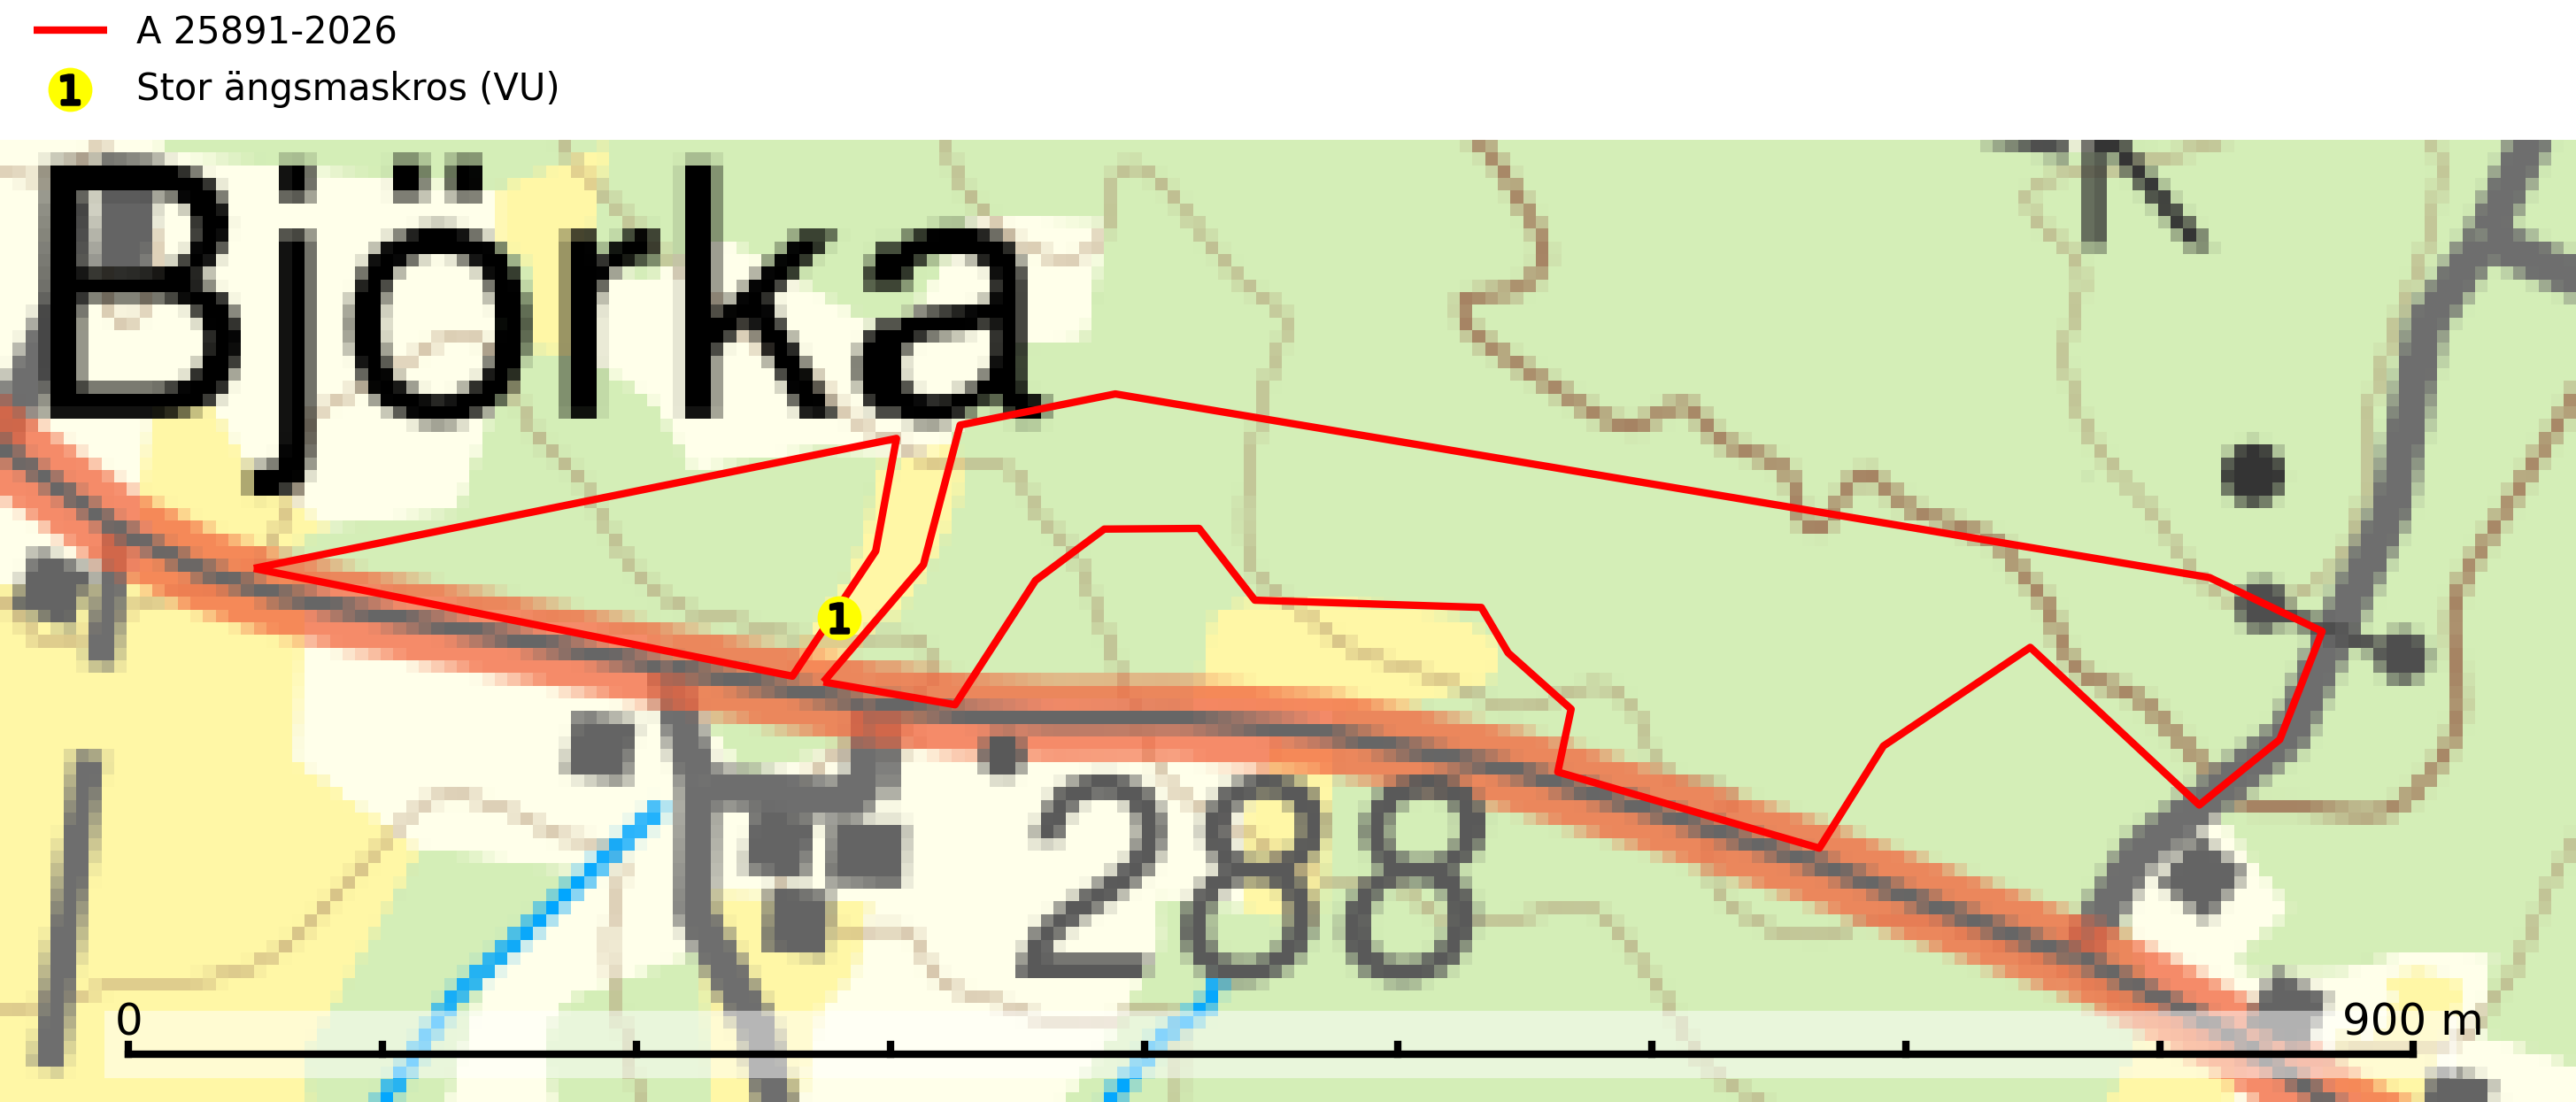 A 25891-2026
1 Stor ängsmaskros (VU)
Björka
1
288
0 900 m